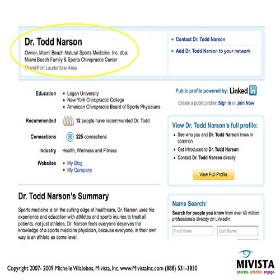 Dr. Todd Narson
Owner, Miami Beach Natural Sports Medicine, Inc. dba:
Miami Beach Family & Sports Chiropractic Center
Miami/Fort Lauderdale Area
Education • Logan University
• New York Chiropractic College
• American Chiropractic Board of Sports Physicians
Recommended 12 people have recommended Dr. Todd
Connections 225 connections
Industry Health, Wellness and Fitness
Websites • My Blog
• My Company
Dr. Todd Narson's Summary
Sports medicine is on the cutting edge of healthcare, Dr. Narson uses his
experience and education with athletes and sports injuries to treat all
patients, not just athletes. Dr. Narson feels everyone deserves the
knowledge of a sports medicine physician, because everyone, in their own
way is an athlete on some level.
• Contact Dr. Todd Narson
• Add Dr. Todd Narson to your network
Public profile powered by: Linked in
Create a public profile: Sign In or Join Now
View Dr. Todd Narson's full profile:
• See who you and Dr. Todd Narson know in
common
• Get introduced to Dr. Todd Narson
• Contact Dr. Todd Narson directly
View Full Profile
Name Search:
Search for people you know from over 40 million
professionals already on LinkedIn.
First Name Last Name
MIVISTA
Copyright 2007-2009 Michelle Villalobos, Mivista, Inc. www.MivistaInc.com (888) 531-3830